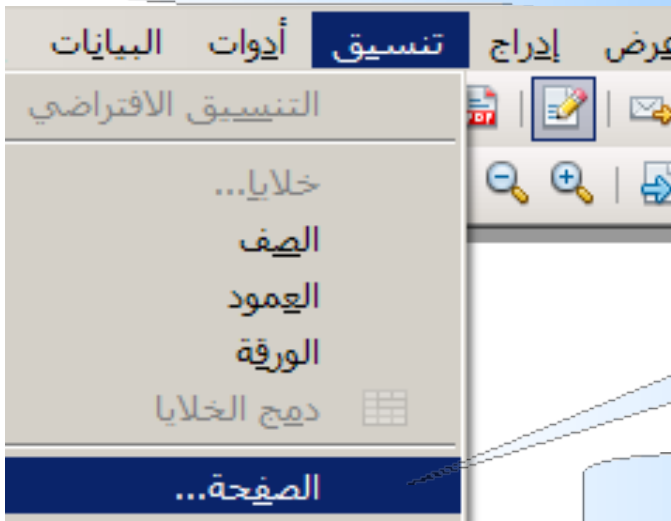 عرض إدراج تنسيق أدوات البيانات
التنسيق الافتراضي
خلايا...
الصف
العمود
الورقة
دمج الخلايا
الصفحة...